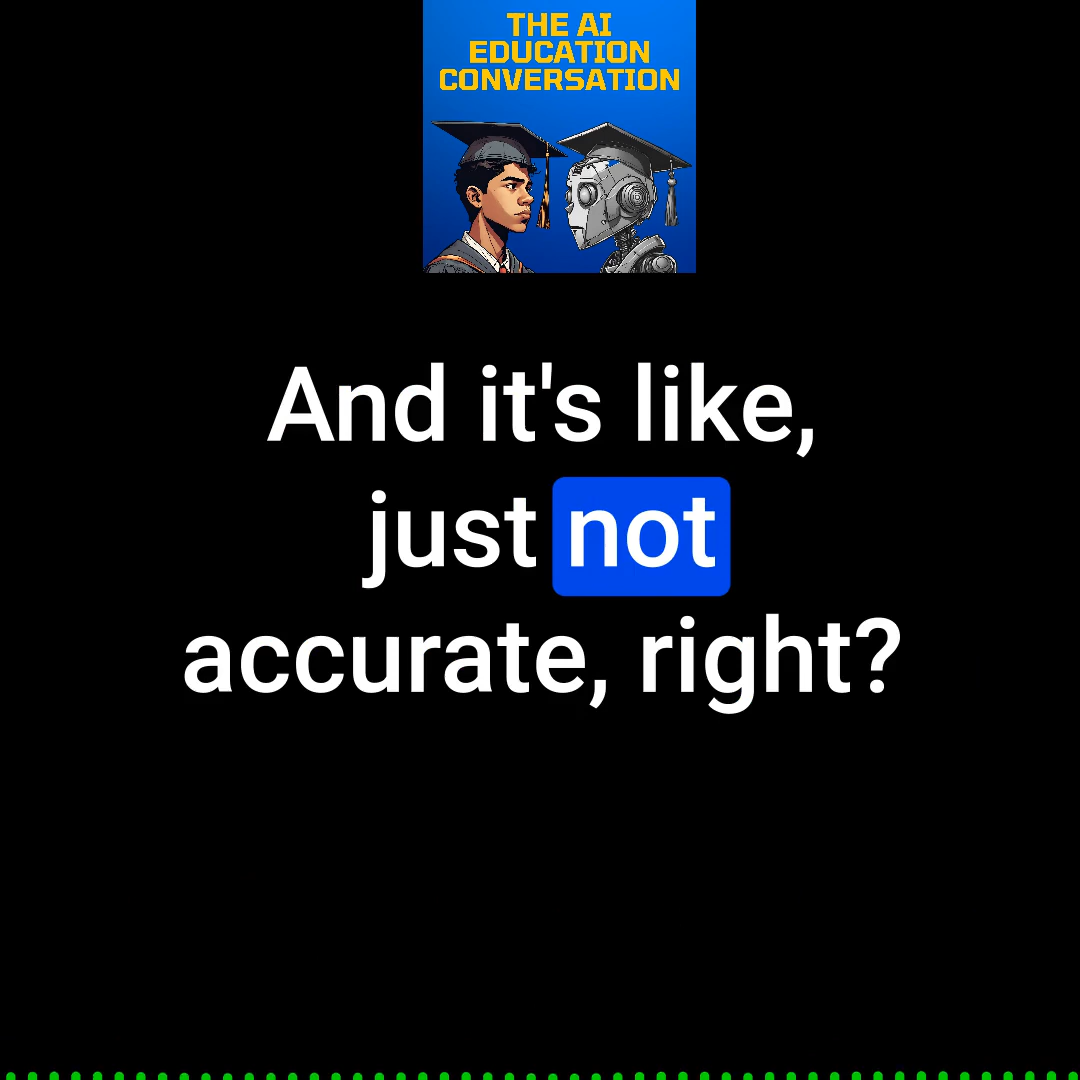 THE AI
EDUCATION
CONVERSATION
And it's like,
just not
accurate, right?